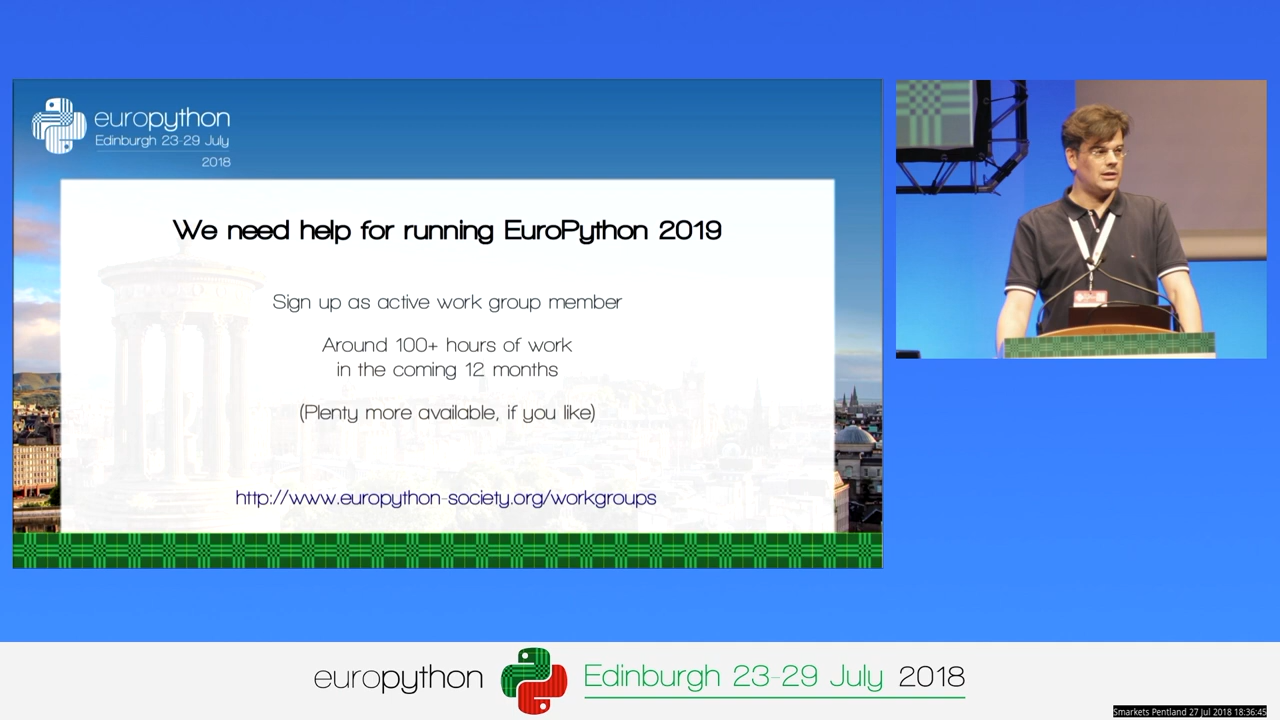 europython
Edinburgh 23-29 July
2018
We need help for running EuroPython 2019
Sign up as active work group member
Around 100+ hours of work
in the coming 12 months
(Plenty more available, if you like)
http://www.europython-society.org/workgroups
europython Edinburgh 23-29 July 2018
Smarkets Pentland 27 Jul 2018 18:36:45